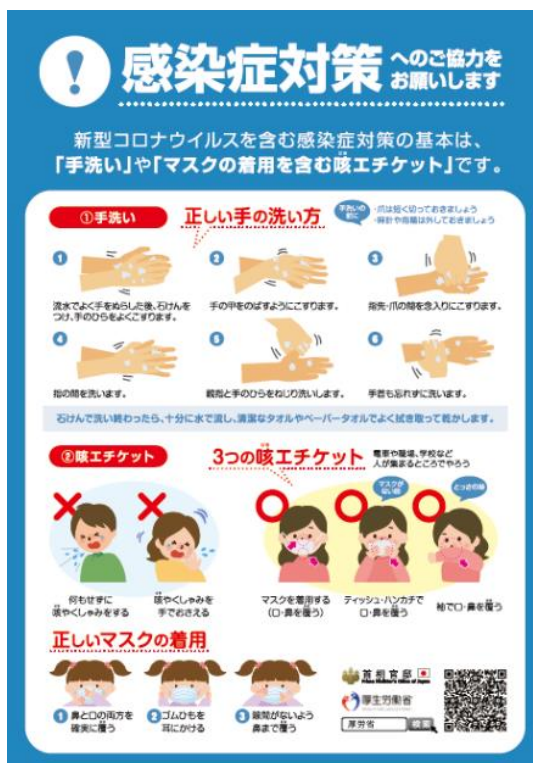 感染症対策 へのご協力を
お願いします
新型コロナウイルスを含む感染症対策の基本は、
「手洗い」や「マスクの着用を含む咳エチケット」です。
①手洗い 正しい手の洗い方
手洗いの前に
・爪は短く切っておきましょう
・時計や指輪は外しておきましょう
1
2
3
流水でよく手をぬらした後、石けんを
つけ、手のひらをよくこすります。
手の甲をのばすようにこすります。
指先・爪の間を念入りにこすります。
4
5
6
指の間を洗います。
親指と手のひらをねじり洗いします。
手首も忘れずに洗います。
石けんで洗い終わったら、十分に水で流し、清潔なタオルやペーパータオルでよく拭き取って乾かします。
②咳エチケット 3つの咳エチケット
電車や職場、学校など
人が集まるところでやろう
マスクが
ない時
とっさの時
何もせずに
咳やくしゃみをする
咳やくしゃみを
手でおさえる
マスクを着用する
(口・鼻を覆う)
ティッシュ・ハンカチで
口・鼻を覆う
袖で口・鼻を覆う
正しいマスクの着用
1 鼻と口の両方を
確実に覆う
2 ゴムひもを
耳にかける
3 隙間がないよう
鼻まで覆う
首相官邸
Prime Minister's Office of Japan
厚生労働省
厚労省 検索